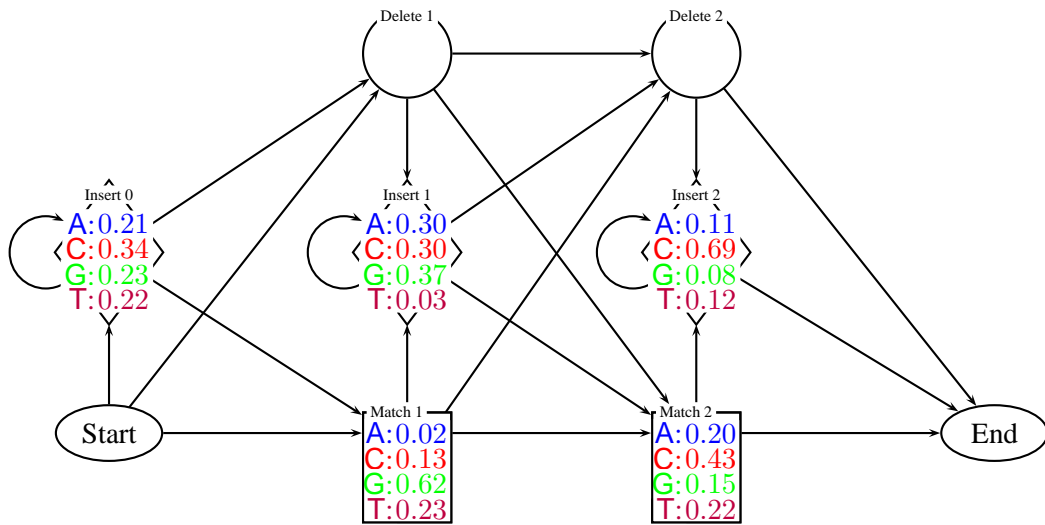 Delete 1
Delete 2
Insert 0
A:0.21
C:0.34
G:0.23
T:0.22
Insert 1
A:0.30
C:0.30
G:0.37
T:0.03
Insert 2
A:0.11
C:0.69
G:0.08
T:0.12
Start
Match 1
A:0.02
C:0.13
G:0.62
T:0.23
Match 2
A:0.20
C:0.43
G:0.15
T:0.22
End